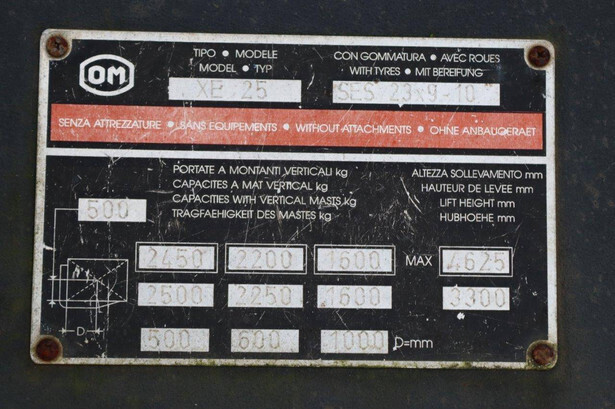 OM
TIPO • MODELE
MODEL • TYP
XE 25
CON GOMMATURA • AVEC ROUES
WITH TYRES • MIT BEREIFUNG
SES 23x9-10
SENZA ATTREZZATURE • SANS EQUIPEMENTS • WITHOUT ATTACHMENTS • OHNE ANBAUGERAET
PORTATE A MONTANTI VERTICALI kg
CAPACITES A MAT VERTICAL kg
CAPACITIES WITH VERTICAL MASTS kg
TRAGFAEHIGKEIT DES MASTES kg
ALTEZZA SOLLEVAMENTO mm
HAUTEUR DE LEVEE mm
LIFT HEIGHT mm
HUBHOEHE mm
500
2450 2200 1600 MAX 4625
2500 2250 1600 3300
D 500 600 1000 D=mm